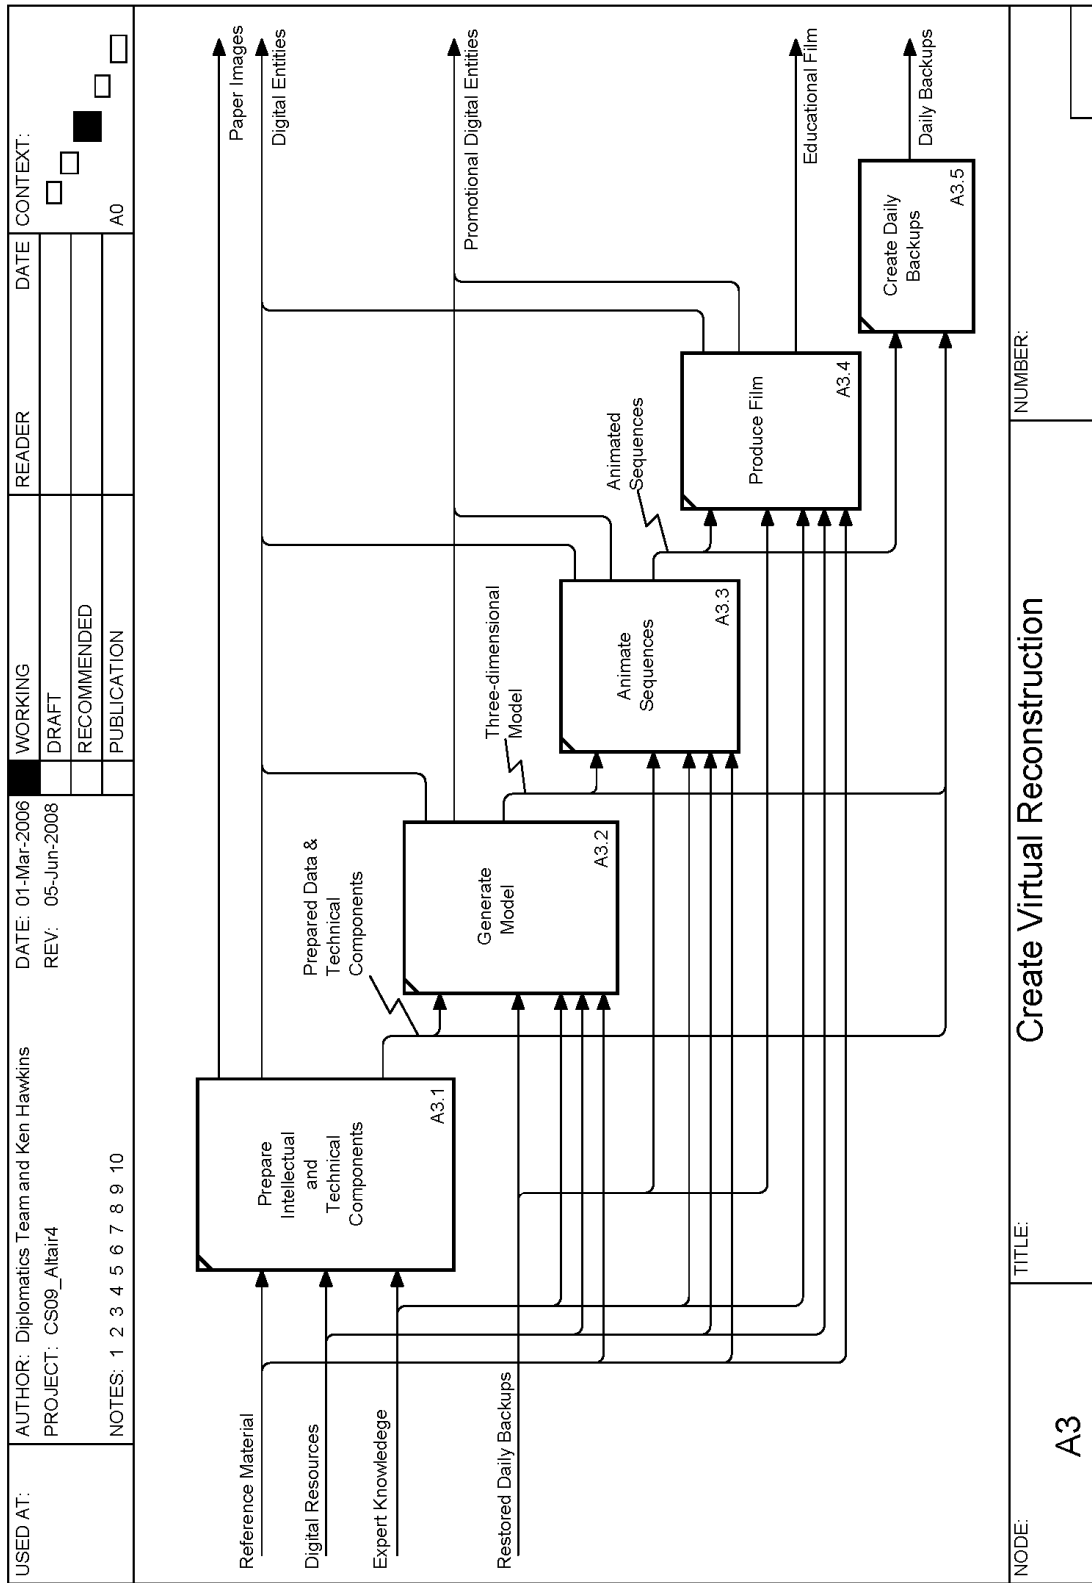 USED AT:
AUTHOR: Diplomatics Team and Ken Hawkins
PROJECT: CS09_Altair4
NOTES: 1 2 3 4 5 6 7 8 9 10
DATE: 01-Mar-2006
REV: 05-Jun-2008
WORKING
DRAFT
RECOMMENDED
PUBLICATION
READER
DATE
CONTEXT:
A0
Reference Material
Digital Resources
Expert Knowledege
Restored Daily Backups
Prepare
Intellectual
and
Technical
Components
A3.1
Prepared Data &
Technical
Components
Generate
Model
A3.2
Three-dimensional
Model
Animate
Sequences
A3.3
Animated
Sequences
Produce Film
A3.4
Create Daily
Backups
A3.5
Paper Images
Digital Entities
Promotional Digital Entities
Educational Film
Daily Backups
NODE:
A3
TITLE:
Create Virtual Reconstruction
NUMBER: